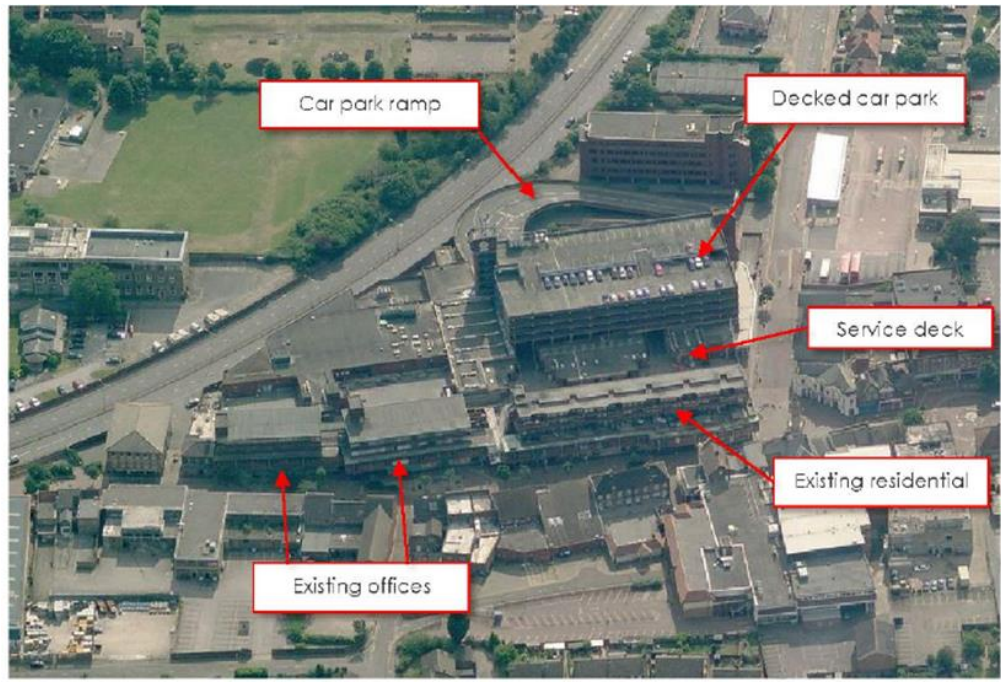 Car park ramp
Decked car park
Service deck
Existing residential
Existing offices